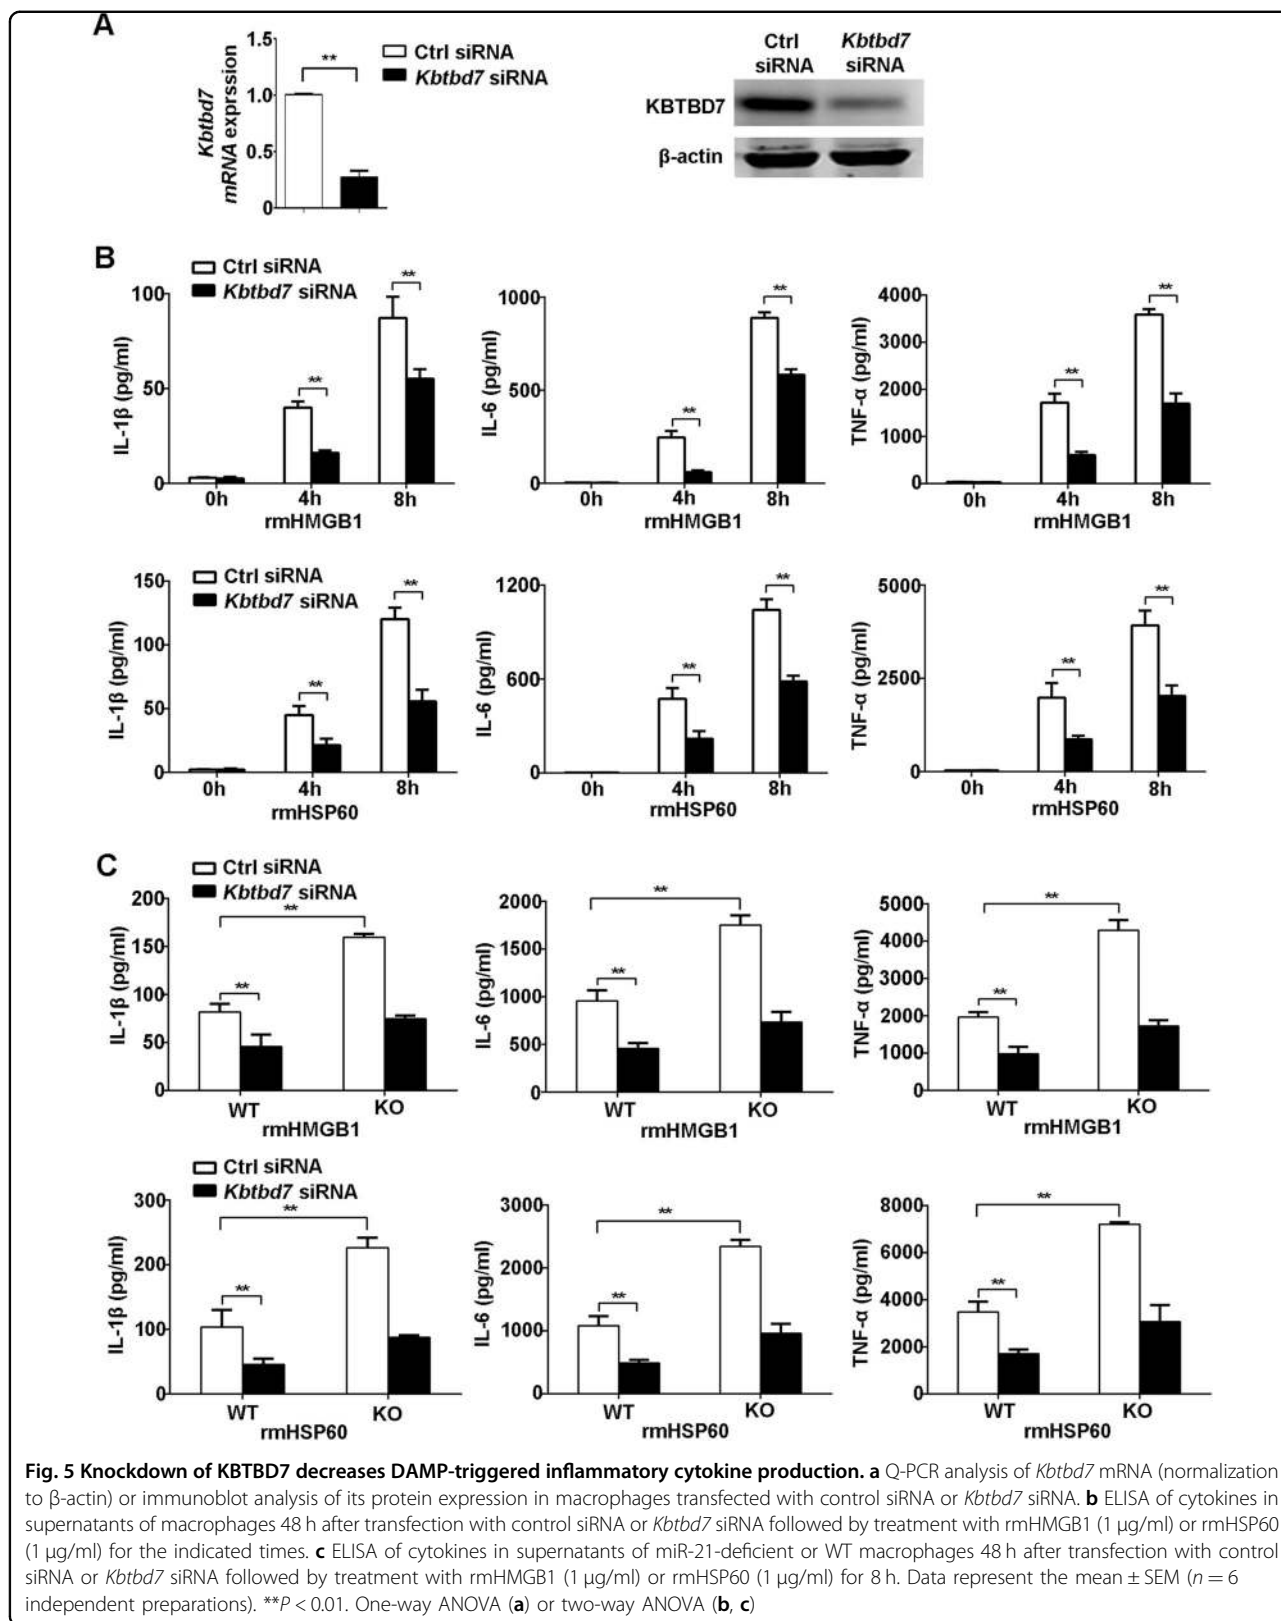 A
Kbtbd7
mRNA exprssion
1.5
1.0
0.5
0
**
Ctrl siRNA
Kbtbd7 siRNA
Ctrl
siRNA
Kbtbd7
siRNA
KBTBD7
β-actin
B
Ctrl siRNA
Kbtbd7 siRNA
IL-1β (pg/ml)
100
50
0
**
**
0h 4h 8h
rmHMGB1
IL-6 (pg/ml)
1000
500
0
**
**
0h 4h 8h
rmHMGB1
TNF-α (pg/ml)
4000
3000
2000
1000
0
**
**
0h 4h 8h
rmHMGB1
Ctrl siRNA
Kbtbd7 siRNA
IL-1β (pg/ml)
150
100
50
0
**
**
0h 4h 8h
rmHSP60
IL-6 (pg/ml)
1200
600
0
**
**
0h 4h 8h
rmHSP60
TNF-α (pg/ml)
5000
2500
0
**
**
0h 4h 8h
rmHSP60
C
Ctrl siRNA
Kbtbd7 siRNA
IL-1β (pg/ml)
200
150
100
50
0
**
**
WT KO
rmHMGB1
IL-6 (pg/ml)
2000
1500
1000
500
0
**
**
WT KO
rmHMGB1
TNF-α (pg/ml)
5000
4000
3000
2000
1000
0
**
**
WT KO
rmHMGB1
Ctrl siRNA
Kbtbd7 siRNA
IL-1β (pg/ml)
300
200
100
0
**
**
WT KO
rmHSP60
IL-6 (pg/ml)
3000
2000
1000
0
**
**
WT KO
rmHSP60
TNF-α (pg/ml)
8000
6000
4000
2000
0
**
**
WT KO
rmHSP60
Fig. 5 Knockdown of KBTBD7 decreases DAMP-triggered inflammatory cytokine production. a Q-PCR analysis of Kbtbd7 mRNA (normalization
to β-actin) or immunoblot analysis of its protein expression in macrophages transfected with control siRNA or Kbtbd7 siRNA. b ELISA of cytokines in
supernatants of macrophages 48 h after transfection with control siRNA or Kbtbd7 siRNA followed by treatment with rmHMGB1 (1 μg/ml) or rmHSP60
(1 μg/ml) for the indicated times. c ELISA of cytokines in supernatants of miR-21-deficient or WT macrophages 48 h after transfection with control
siRNA or Kbtbd7 siRNA followed by treatment with rmHMGB1 (1 μg/ml) or rmHSP60 (1 μg/ml) for 8 h. Data represent the mean ± SEM (n = 6
independent preparations). **P < 0.01. One-way ANOVA (a) or two-way ANOVA (b, c)